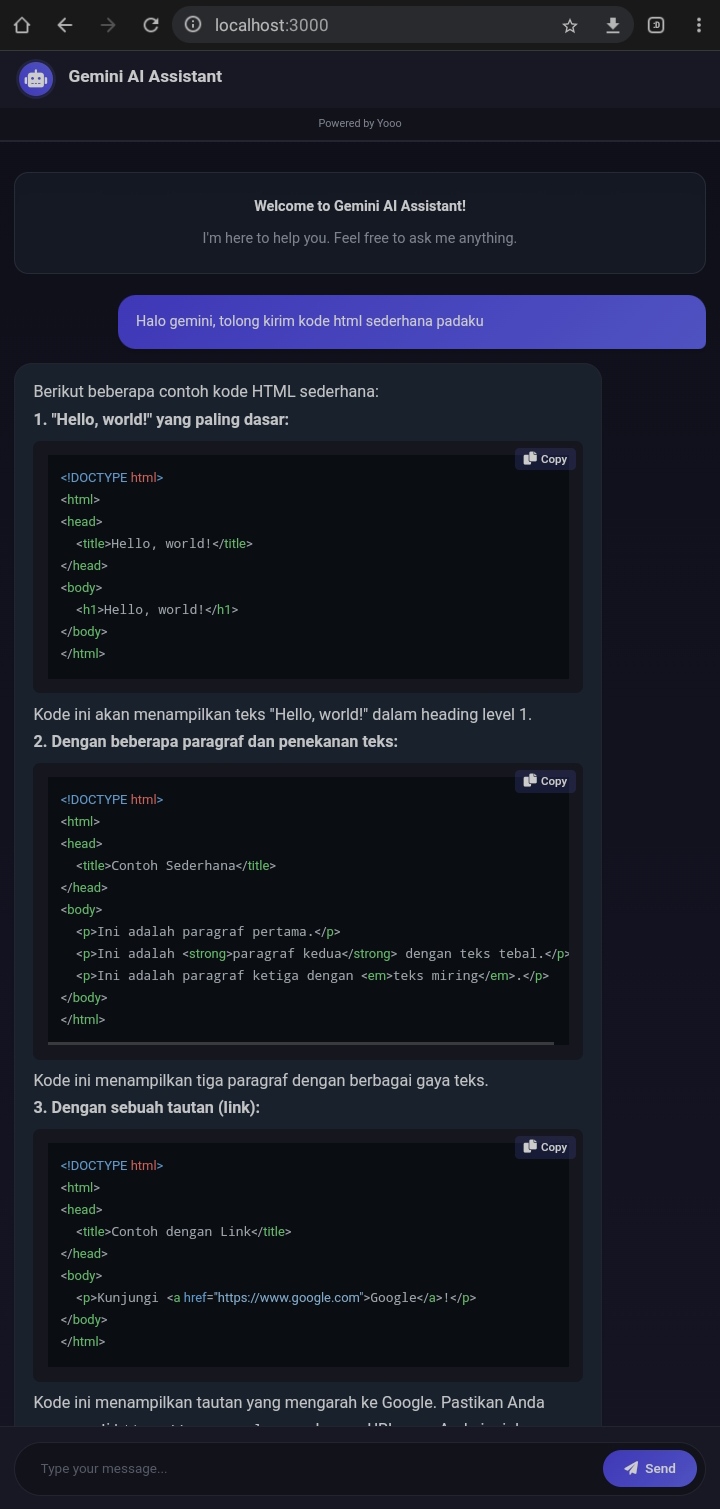 localhost:3000
:D
Gemini AI Assistant
Powered by Yooo
Welcome to Gemini AI Assistant!
I'm here to help you. Feel free to ask me anything.
Halo gemini, tolong kirim kode html sederhana padaku
Berikut beberapa contoh kode HTML sederhana:
1. "Hello, world!" yang paling dasar:
Copy
<!DOCTYPE html>
<html>
<head>
  <title>Hello, world!</title>
</head>
<body>
  <h1>Hello, world!</h1>
</body>
</html>
Kode ini akan menampilkan teks "Hello, world!" dalam heading level 1.
2. Dengan beberapa paragraf dan penekanan teks:
Copy
<!DOCTYPE html>
<html>
<head>
  <title>Contoh Sederhana</title>
</head>
<body>
  <p>Ini adalah paragraf pertama.</p>
  <p>Ini adalah <strong>paragraf kedua</strong> dengan teks tebal.</p>
  <p>Ini adalah paragraf ketiga dengan <em>teks miring</em>.</p>
</body>
</html>
Kode ini menampilkan tiga paragraf dengan berbagai gaya teks.
3. Dengan sebuah tautan (link):
Copy
<!DOCTYPE html>
<html>
<head>
  <title>Contoh dengan Link</title>
</head>
<body>
  <p>Kunjungi <a href="https://www.google.com">Google</a>!</p>
</body>
</html>
Kode ini menampilkan tautan yang mengarah ke Google. Pastikan Anda
Type your message...
Send